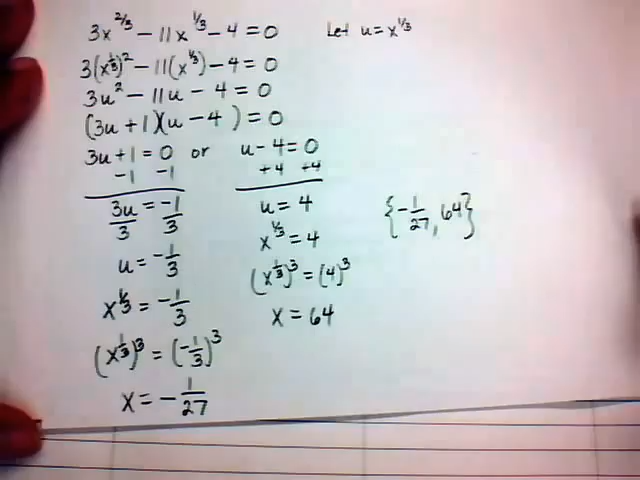 3x^{2/3} - 11x^{1/3} - 4 = 0   Let u = x^{1/3}
3(x^{1/3})^2 - 11(x^{1/3}) - 4 = 0
3u^2 - 11u - 4 = 0
(3u + 1)(u - 4) = 0
3u + 1 = 0 or u - 4 = 0
-1 -1   +4 +4
3u/3 = -1/3   u = 4   {-1/27, 64}
u = -1/3   x^{1/3} = 4
x^{1/3} = -1/3   (x^{1/3})^3 = (4)^3
(x^{1/3})^3 = (-1/3)^3   x = 64
x = -1/27